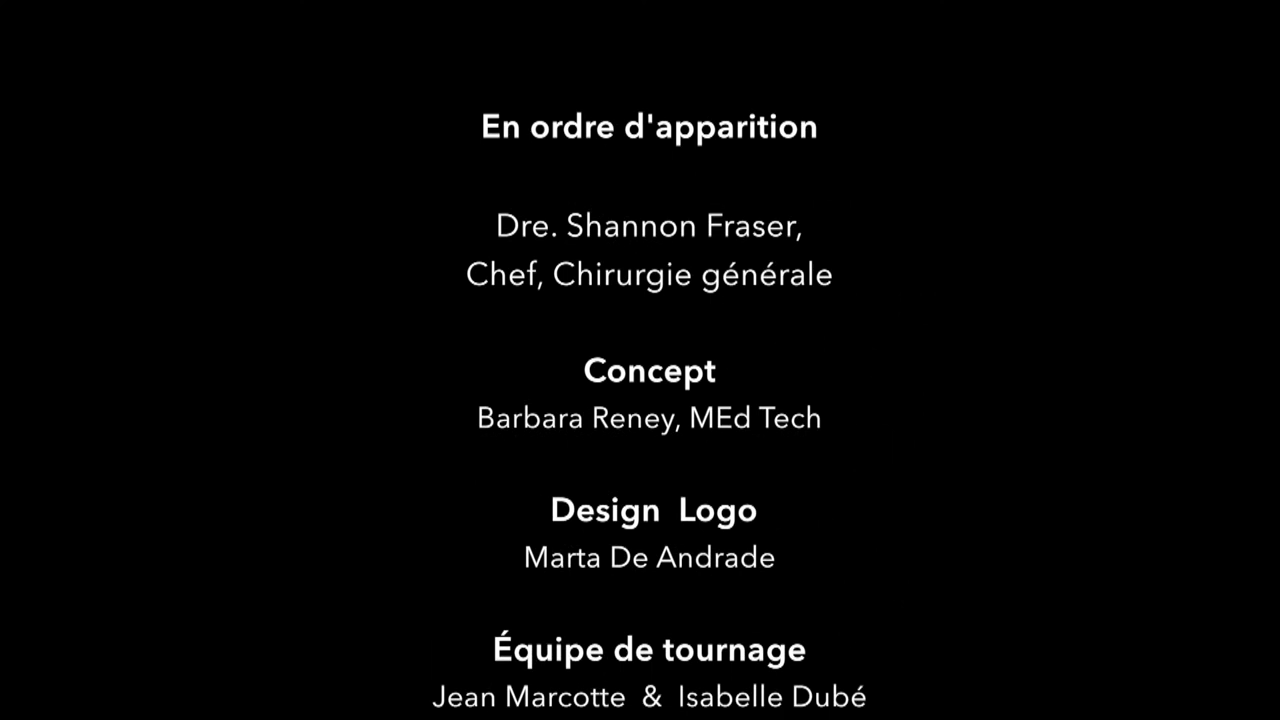 En ordre d'apparition
Dre. Shannon Fraser,
Chef, Chirurgie générale
Concept
Barbara Reney, MEd Tech
Design  Logo
Marta De Andrade
Équipe de tournage
Jean Marcotte  &  Isabelle Dubé